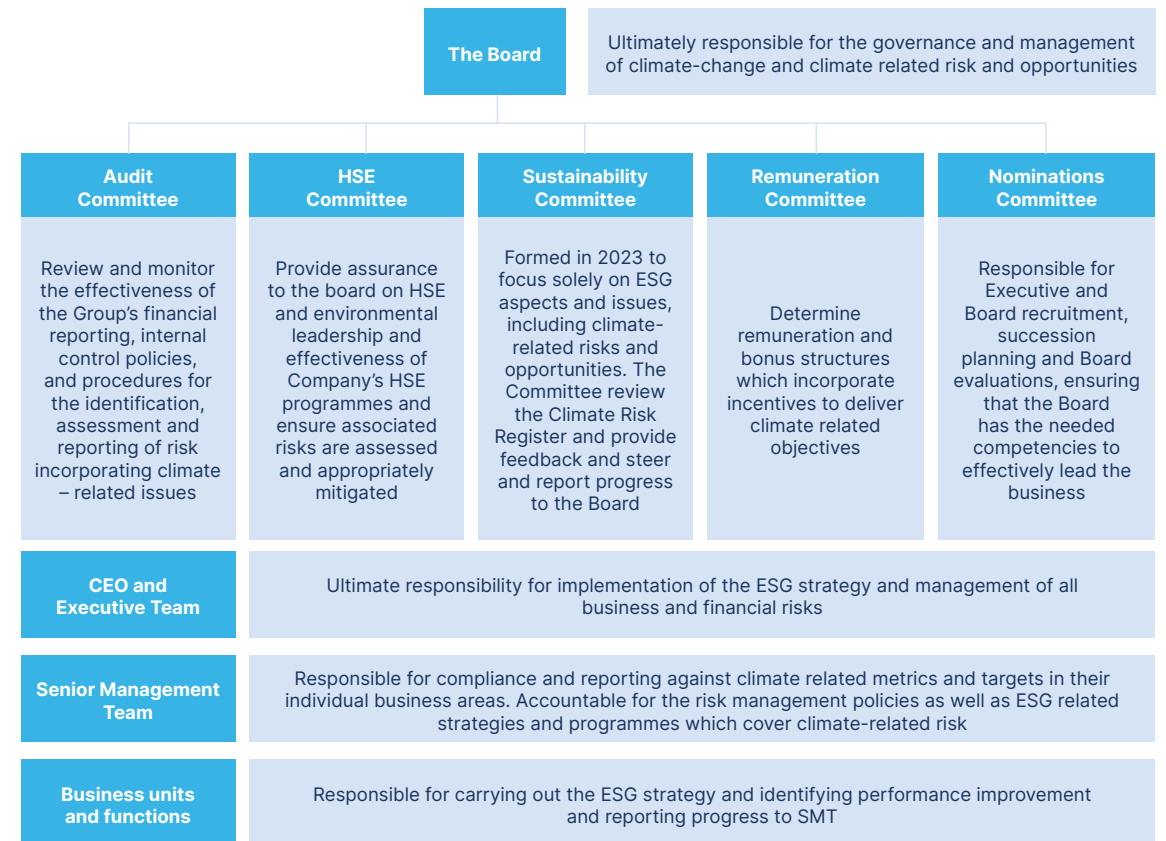 The Board
Ultimately responsible for the governance and management
of climate-change and climate related risk and opportunities
Audit
Committee
Review and monitor
the effectiveness of
the Group’s financial
reporting, internal
control policies,
and procedures for
the identification,
assessment and
reporting of risk
incorporating climate
– related issues
HSE
Committee
Provide assurance
to the board on HSE
and environmental
leadership and
effectiveness of
Company’s HSE
programmes and
ensure associated
risks are assessed
and appropriately
mitigated
Sustainability
Committee
Formed in 2023 to
focus solely on ESG
aspects and issues,
including climate-
related risks and
opportunities. The
Committee review
the Climate Risk
Register and provide
feedback and steer
and report progress
to the Board
Remuneration
Committee
Determine
remuneration and
bonus structures
which incorporate
incentives to deliver
climate related
objectives
Nominations
Committee
Responsible for
Executive and
Board recruitment,
succession
planning and Board
evaluations, ensuring
that the Board
has the needed
competencies to
effectively lead the
business
CEO and
Executive Team
Ultimate responsibility for implementation of the ESG strategy and management of all
business and financial risks
Senior Management
Team
Responsible for compliance and reporting against climate related metrics and targets in their
individual business areas. Accountable for the risk management policies as well as ESG related
strategies and programmes which cover climate-related risk
Business units
and functions
Responsible for carrying out the ESG strategy and identifying performance improvement
and reporting progress to SMT